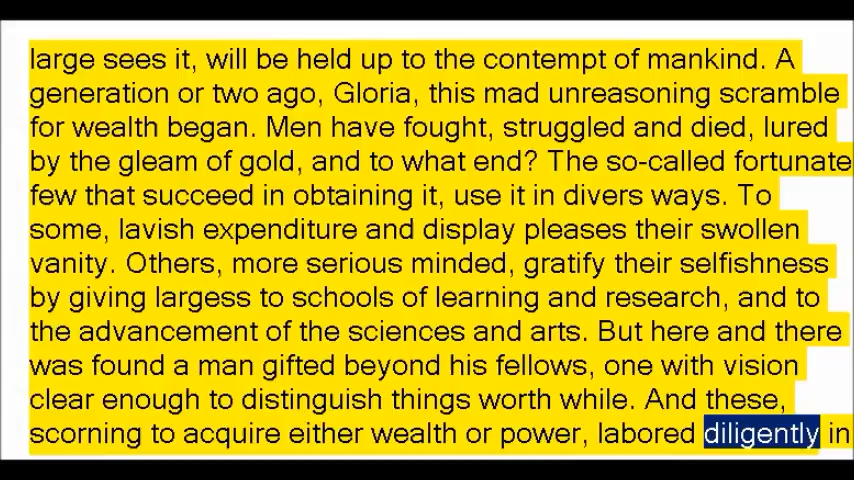 large sees it, will be held up to the contempt of mankind. A
generation or two ago, Gloria, this mad unreasoning scramble
for wealth began. Men have fought, struggled and died, lured
by the gleam of gold, and to what end? The so-called fortunate
few that succeed in obtaining it, use it in divers ways. To
some, lavish expenditure and display pleases their swollen
vanity. Others, more serious minded, gratify their selfishness
by giving largess to schools of learning and research, and to
the advancement of the sciences and arts. But here and there
was found a man gifted beyond his fellows, one with vision
clear enough to distinguish things worth while. And these,
scorning to acquire either wealth or power, labored diligently in